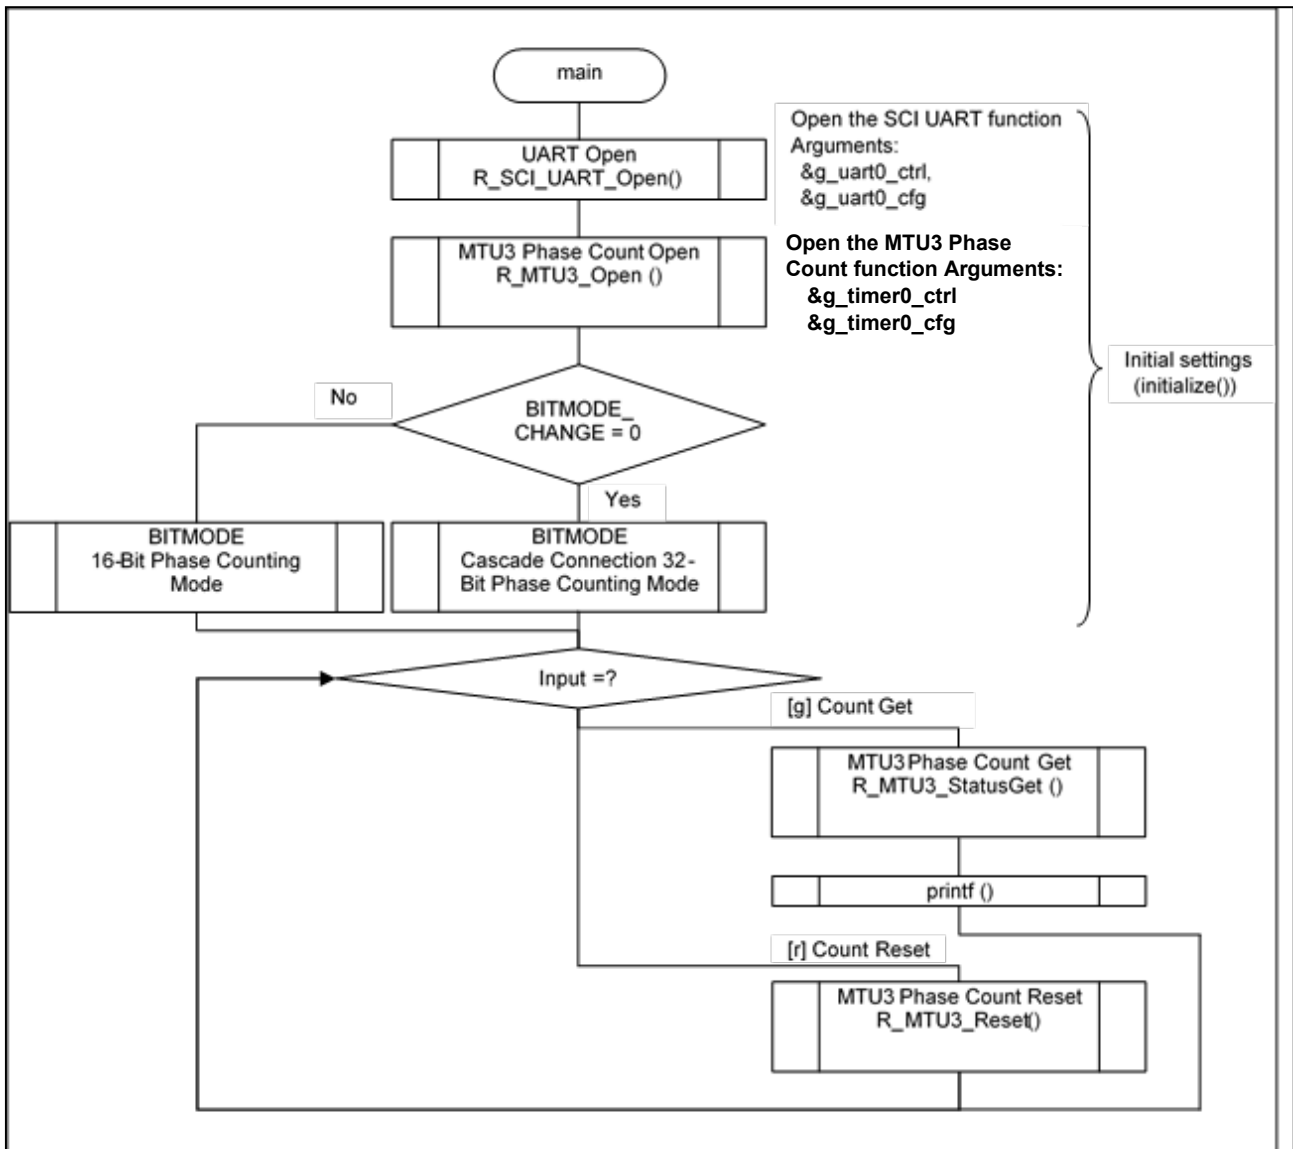 main
UART Open
R_SCI_UART_Open()
Open the SCI UART function
Arguments:
&g_uart0_ctrl,
&g_uart0_cfg
MTU3 Phase Count Open
R_MTU3_Open ()
Open the MTU3 Phase
Count function Arguments:
&g_timer0_ctrl
&g_timer0_cfg
Initial settings
(initialize())
No
BITMODE_
CHANGE = 0
Yes
BITMODE
16-Bit Phase Counting
Mode
BITMODE
Cascade Connection 32-
Bit Phase Counting Mode
Input =?
[g] Count Get
MTU3 Phase Count Get
R_MTU3_StatusGet ()
printf ()
[r] Count Reset
MTU3 Phase Count Reset
R_MTU3_Reset()